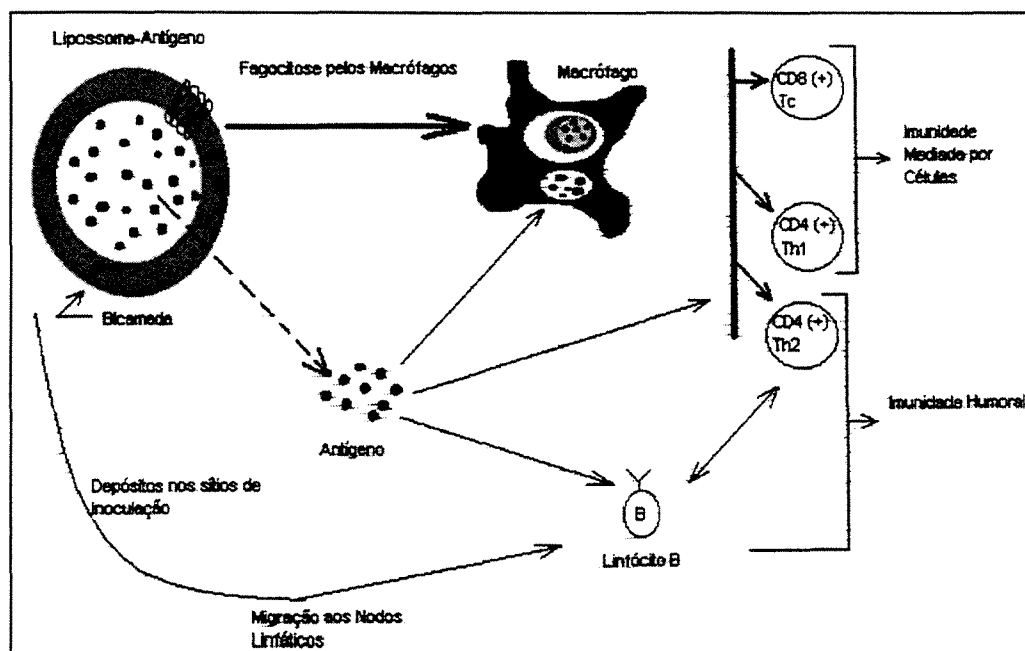 Lipossoma-Antígeno
Fagocitose pelos Macrófagos
Macrófago
CD8 (+)
Tc
Imunidade
Mediada por
Células
CD4 (+)
Th1
Bicamada
CD4 (+)
Th2
Antígeno
Imunidade Humoral
Depósitos nos sítios de
inoculação
B
Linfócito B
Migração aos Nodos
Linfáticos